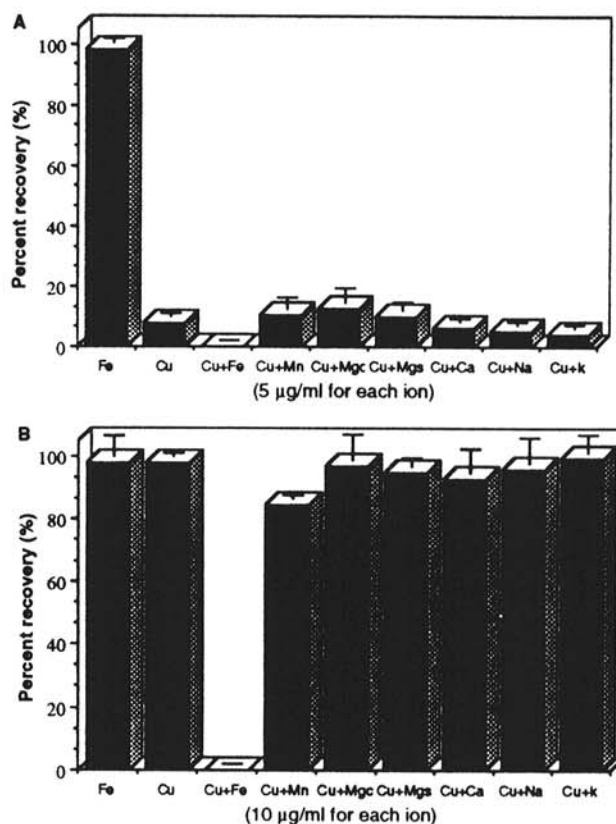 A
Percent recovery (%)
100
80
60
40
20
0
Fe Cu Cu+Fe Cu+Mn Cu+Mgc Cu+Mgs Cu+Ca Cu+Na Cu+k
(5 µg/ml for each ion)
B
Percent recovery (%)
100
80
60
40
20
0
Fe Cu Cu+Fe Cu+Mn Cu+Mgc Cu+Mgs Cu+Ca Cu+Na Cu+k
(10 µg/ml for each ion)